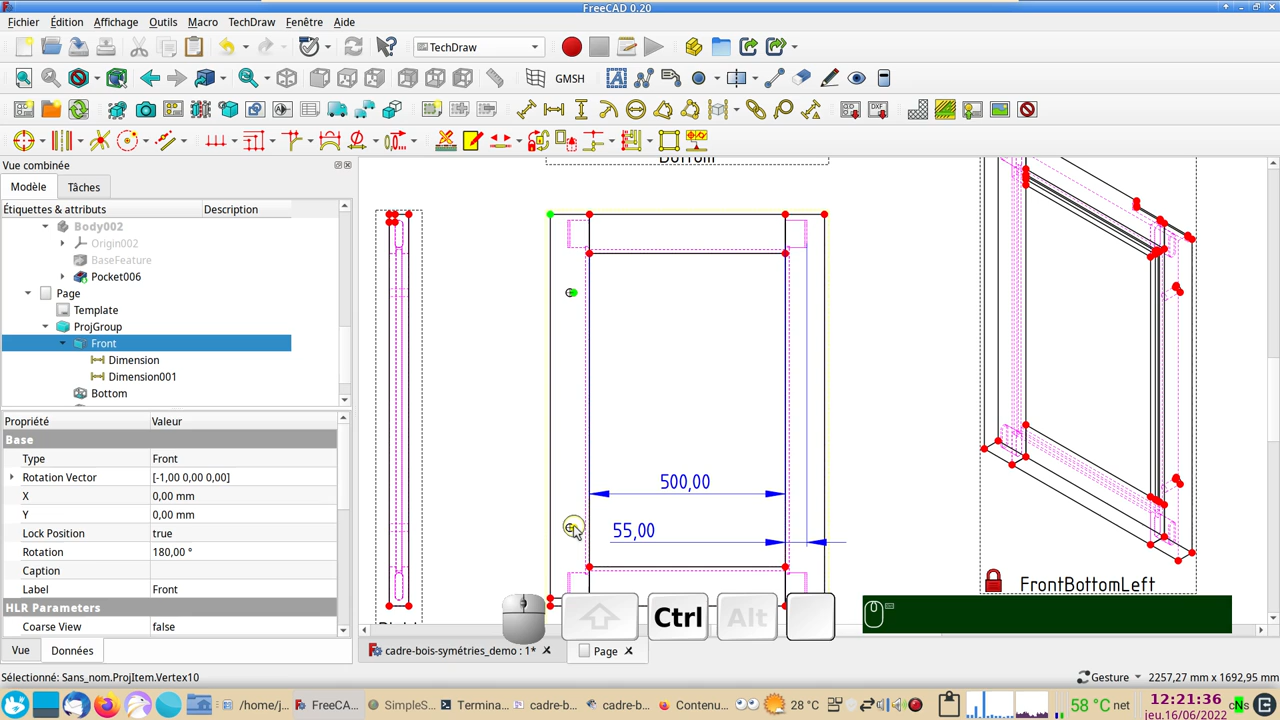 FreeCAD 0.20
Fichier Édition Affichage Outils Macro TechDraw Fenêtre Aide
TechDraw
GMSH
Vue combinée
Modèle Tâches
Étiquettes & attributs Description
Body002
Origin002
BaseFeature
Pocket006
Page
Template
ProjGroup
Front
Dimension
Dimension001
Bottom
Propriété Valeur
Base
Type Front
Rotation Vector [-1,00 0,00 0,00]
X 0,00 mm
Y 0,00 mm
Lock Position true
Rotation 180,00 °
Caption
Label Front
HLR Parameters
Coarse View false
Vue Données
Bottom
500,00
55,00
FrontBottomLeft
Ctrl
Alt
cadre-bois-symétries_demo : 1*
Page
Sélectionné: Sans_nom.ProjItem.Vertex10
Gesture
2257,27 mm x 1692,95 mm
/home/j...
FreeCA...
SimpleS...
Termina...
cadre-b...
cadre-b...
Contenu...
28 °C
58 °C net
12:21:36
jeu.16/06/2022